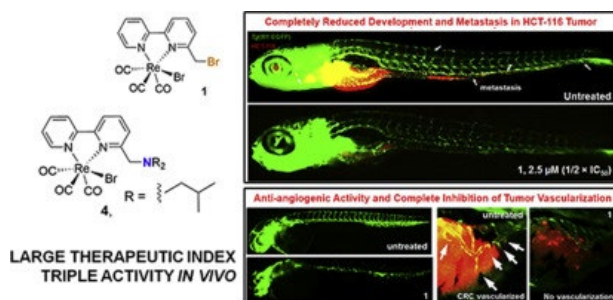 N
N
Br
OC
Re
Br
OC
CO
1
N
N
NR₂
OC
Re
Br
OC
CO
4,
R =
LARGE THERAPEUTIC INDEX
TRIPLE ACTIVITY IN VIVO
Completely Reduced Development and Metastasis in HCT-116 Tumor
metastasis
Untreated
1, 2.5 µM (1/2 × IC₅₀)
Anti-angiogenic Activity and Complete Inhibition of Tumor Vascularization
untreated
1
untreated
CRC vascularized
1
No vascularization